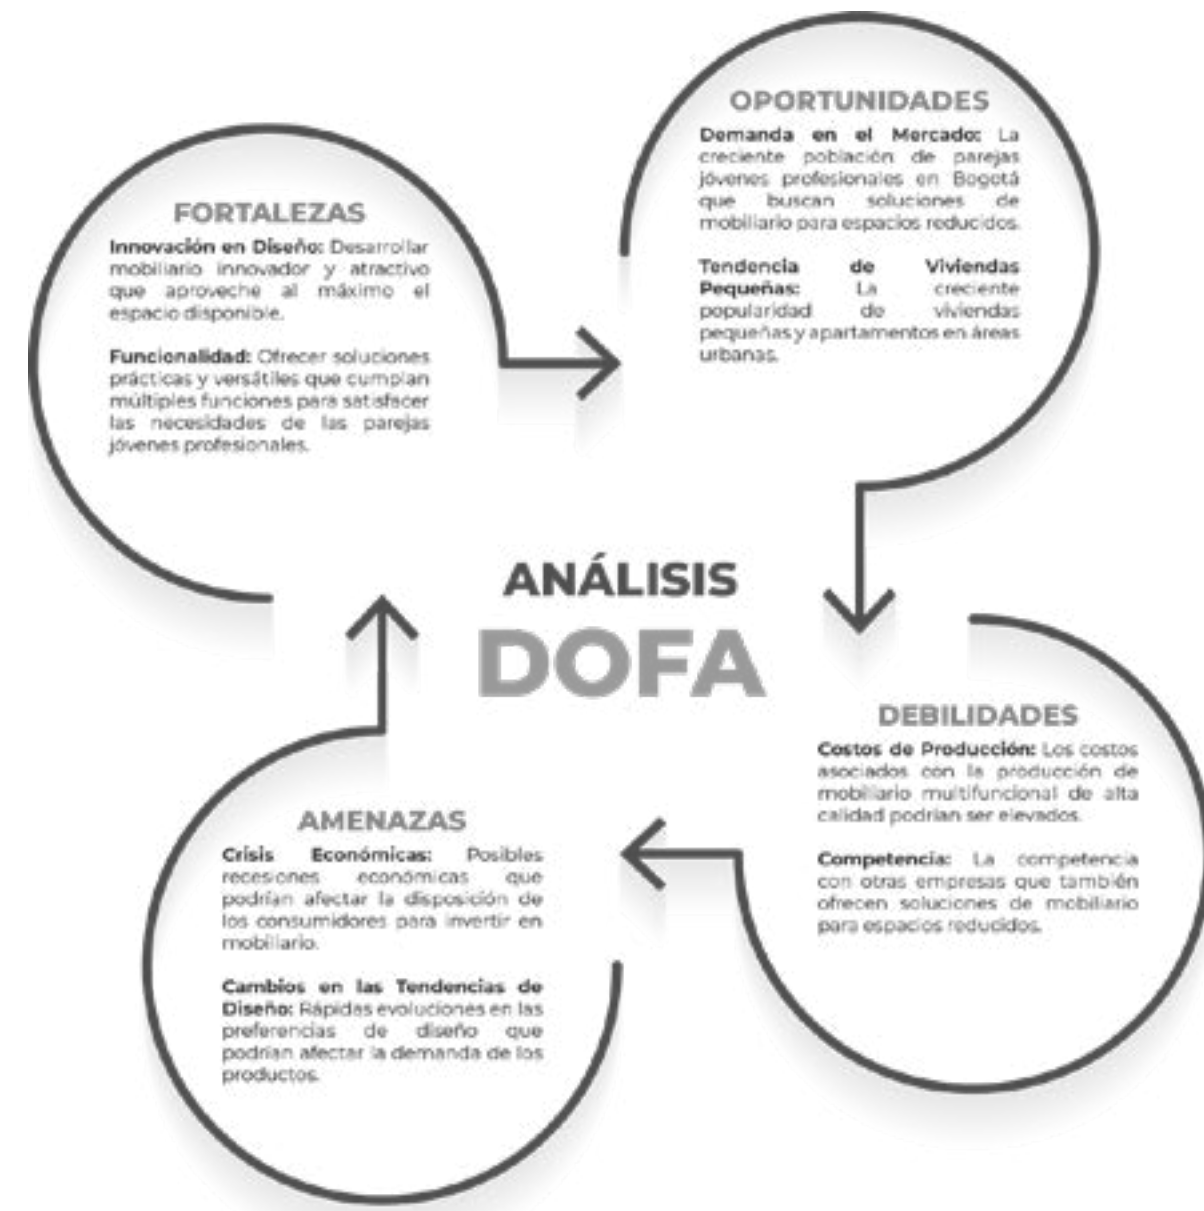 FORTALEZAS
Innovación en Diseño: Desarrollar
mobiliario innovador y atractivo
que aproveche al máximo el
espacio disponible.
Funcionalidad: Ofrecer soluciones
prácticas y versátiles que cumplan
múltiples funciones para satisfacer
las necesidades de las parejas
jóvenes profesionales.
OPORTUNIDADES
Demanda en el Mercado: La
creciente población de parejas
jóvenes profesionales en Bogotá
que buscan soluciones de
mobiliario para espacios reducidos.
Tendencia de Viviendas
Pequeñas: La creciente
popularidad de viviendas
pequeñas y apartamentos en áreas
urbanas.
ANÁLISIS
DOFA
DEBILIDADES
Costos de Producción: Los costos
asociados con la producción de
mobiliario multifuncional de alta
calidad podrían ser elevados.
Competencia: La competencia
con otras empresas que también
ofrecen soluciones de mobiliario
para espacios reducidos.
AMENAZAS
Crisis Económicas: Posibles
recesiones económicas que
podrían afectar la disposición de
los consumidores para invertir en
mobiliario.
Cambios en las Tendencias de
Diseño: Rápidas evoluciones en las
preferencias de diseño que
podrían afectar la demanda de los
productos.